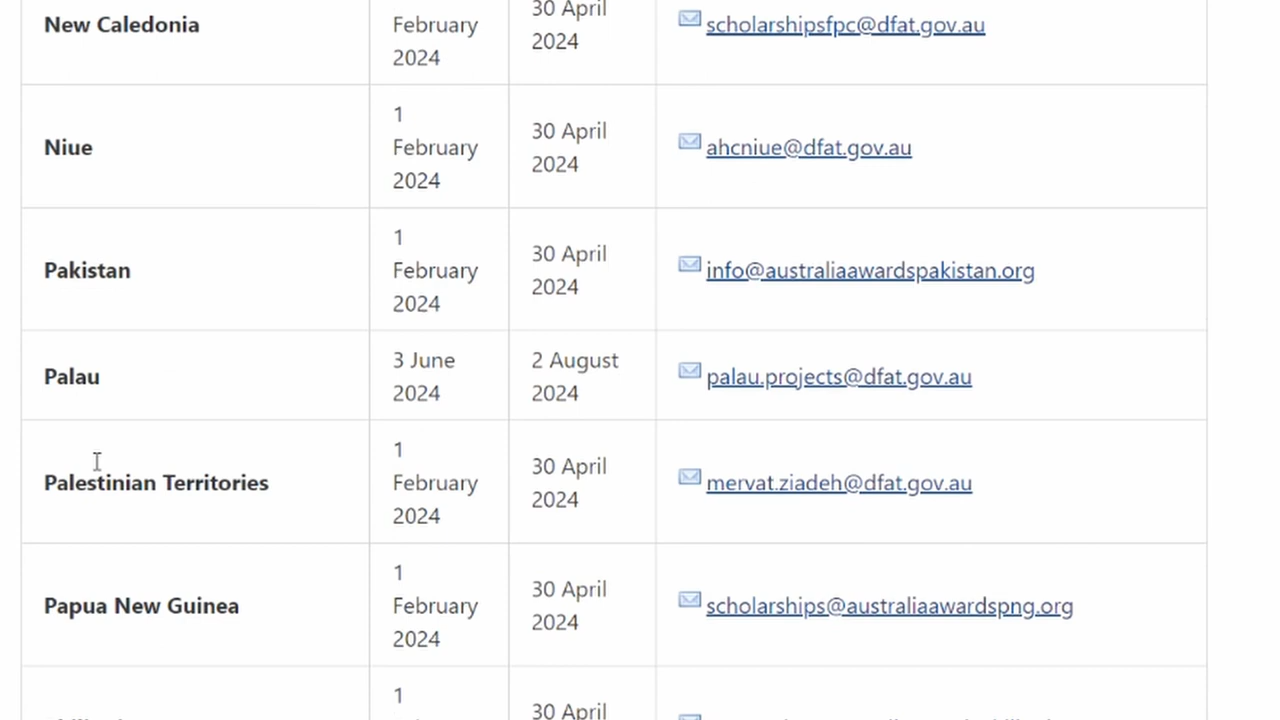 New Caledonia
February
2024
30 April
2024
scholarshipsfpc@dfat.gov.au
Niue
1
February
2024
30 April
2024
ahcniue@dfat.gov.au
Pakistan
1
February
2024
30 April
2024
info@australiaawardspakistan.org
Palau
3 June
2024
2 August
2024
palau.projects@dfat.gov.au
Palestinian Territories
1
February
2024
30 April
2024
mervat.ziadeh@dfat.gov.au
Papua New Guinea
1
February
2024
30 April
2024
scholarships@australiaawardspng.org
1
30 April